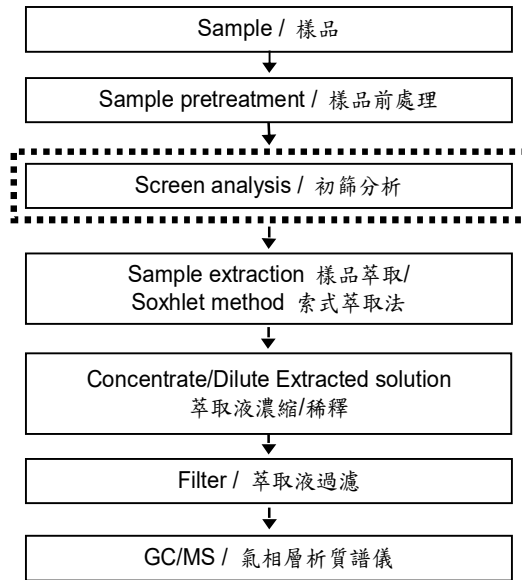 Sample / 樣品
Sample pretreatment / 樣品前處理
Screen analysis / 初篩分析
Sample extraction 樣品萃取/
Soxhlet method 索式萃取法
Concentrate/Dilute Extracted solution
萃取液濃縮/稀釋
Filter / 萃取液過濾
GC/MS / 氣相層析質譜儀